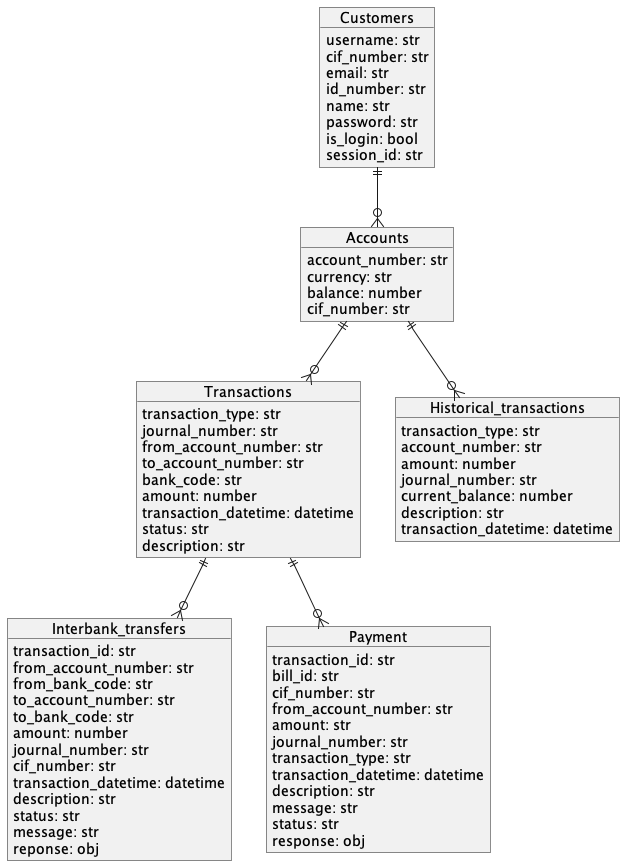 Customers
username: str
cif_number: str
email: str
id_number: str
name: str
password: str
is_login: bool
session_id: str
Accounts
account_number: str
currency: str
balance: number
cif_number: str
Transactions
transaction_type: str
journal_number: str
from_account_number: str
to_account_number: str
bank_code: str
amount: number
transaction_datetime: datetime
status: str
description: str
Historical_transactions
transaction_type: str
account_number: str
amount: number
journal_number: str
current_balance: number
description: str
transaction_datetime: datetime
Interbank_transfers
transaction_id: str
from_account_number: str
from_bank_code: str
to_account_number: str
to_bank_code: str
amount: number
journal_number: str
cif_number: str
transaction_datetime: datetime
description: str
status: str
message: str
reponse: obj
Payment
transaction_id: str
bill_id: str
cif_number: str
from_account_number: str
amount: str
journal_number: str
transaction_type: str
transaction_datetime: datetime
description: str
message: str
status: str
response: obj